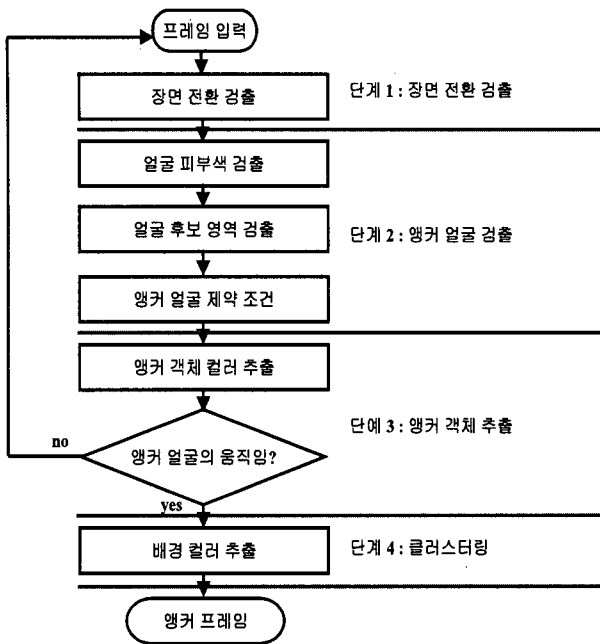 프레임 입력
장면 전환 검출
단계 1 : 장면 전환 검출
얼굴 피부색 검출
얼굴 후보 영역 검출
단계 2 : 앵커 얼굴 검출
앵커 얼굴 제약 조건
앵커 객체 컬러 추출
단예 3 : 앵커 객체 추출
no
앵커 얼굴의 움직임?
yes
배경 컬러 추출
단계 4 : 클러스터링
앵커 프레임